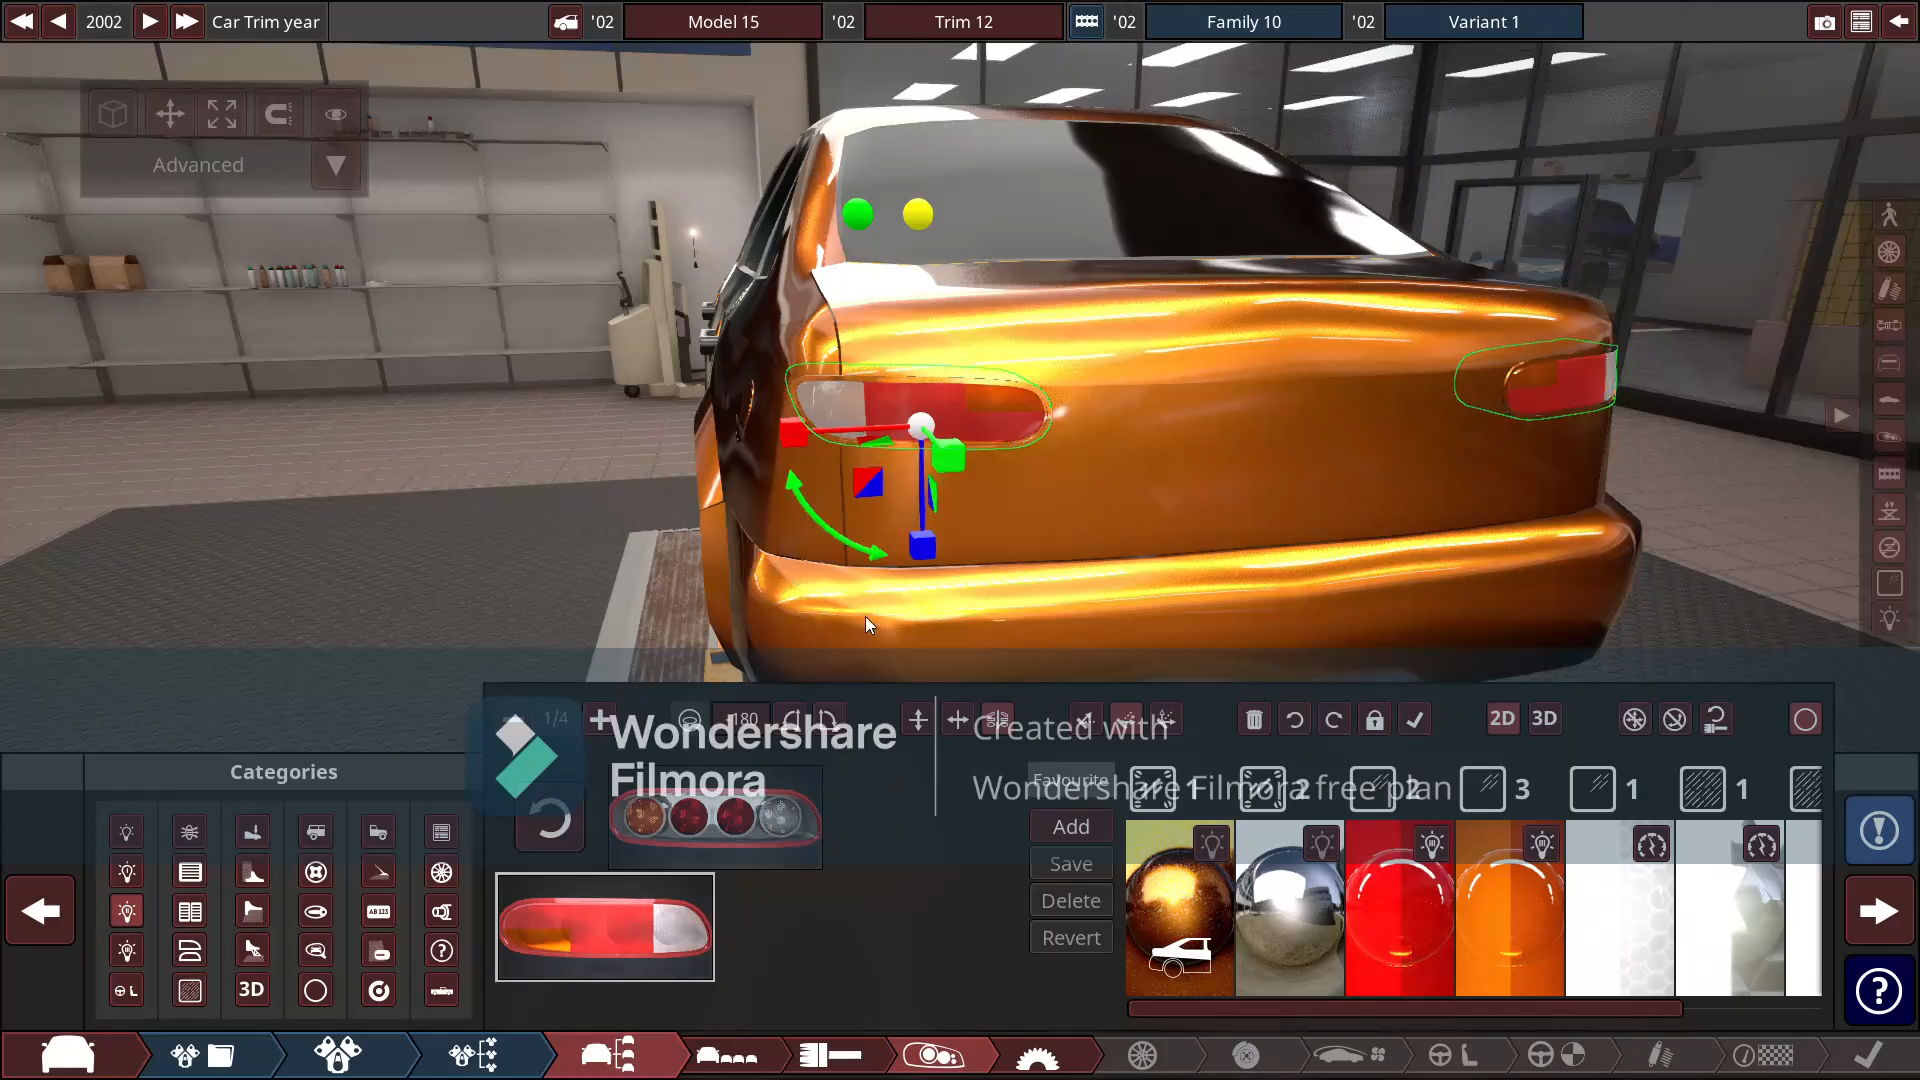 2002 Car Trim year '02 Model 15 '02 Trim 12 '02 Family 10 '02 Variant 1
Advanced
1/4 -180 2D 3D
Wondershare
Filmora
Created with
Wondershare Filmora free plan
Categories
Favourite 1 2 2 3 1 1
Add
Save
Delete
AB 123
Revert
3D